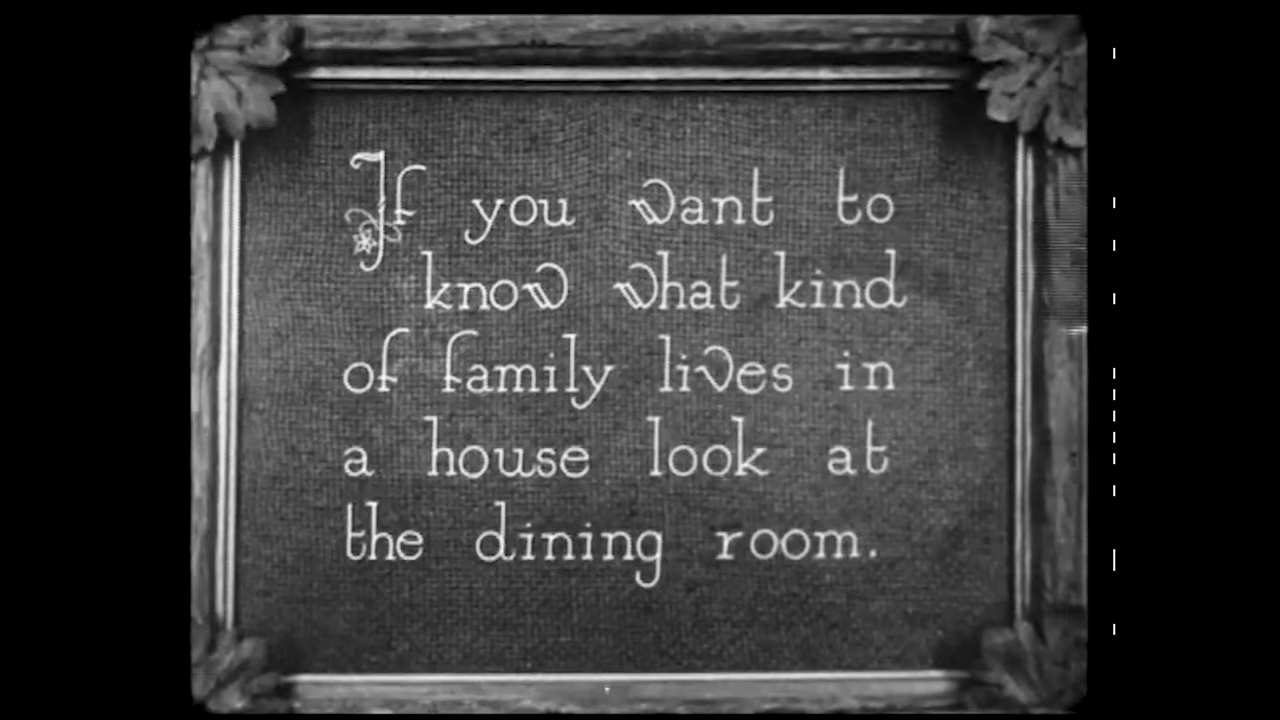 If you want to
know what kind
of family lives in
a house look at
the dining room.